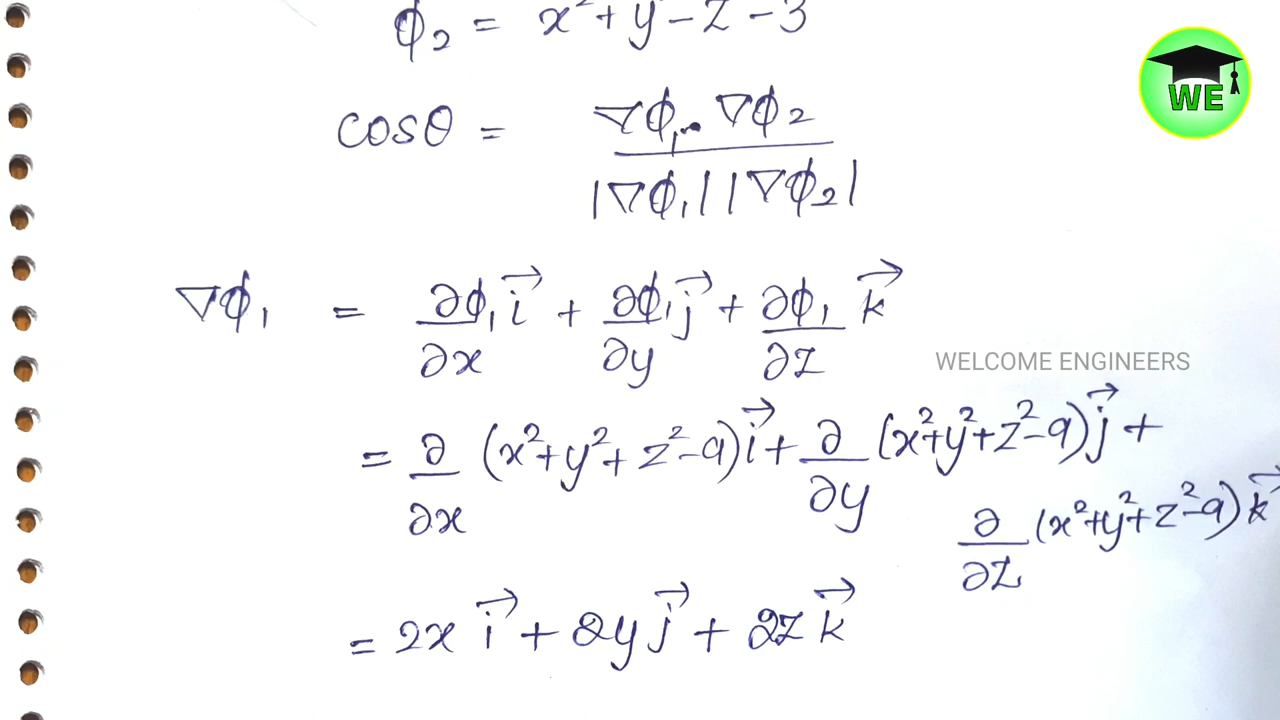 ϕ₂ = x² + y - z - 3
WE
cosθ = ∇ϕ₁ . ∇ϕ₂ / |∇ϕ₁| |∇ϕ₂|
∇ϕ₁ = ∂ϕ₁/∂x i⃗ + ∂ϕ₁/∂y j⃗ + ∂ϕ₁/∂z k⃗
WELCOME ENGINEERS
= ∂/∂x (x²+y²+z²-9) i⃗ + ∂/∂y (x²+y²+z²-9) j⃗ +
∂/∂z (x²+y²+z²-9) k⃗
= 2x i⃗ + 2y j⃗ + 2z k⃗